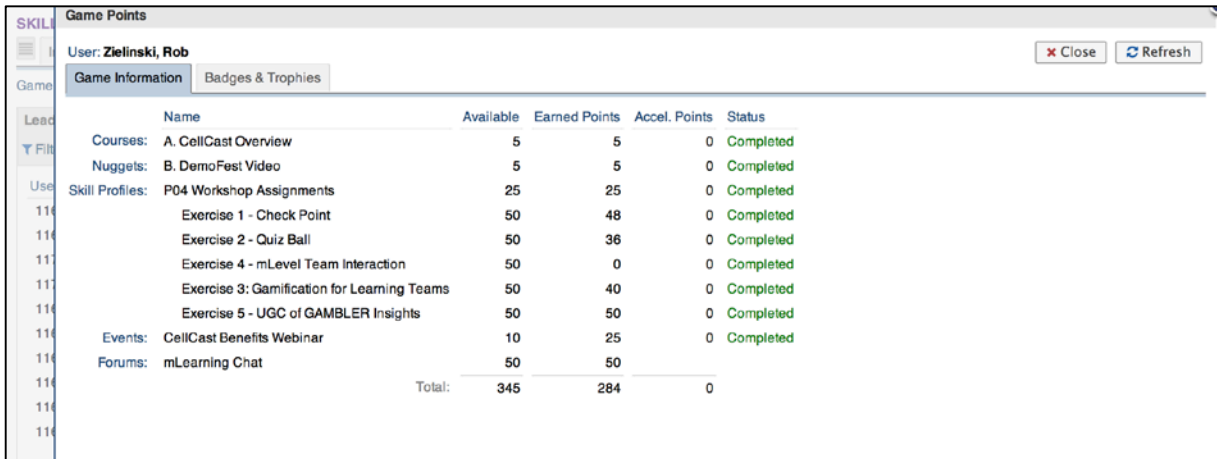 Game Points
SKILL
User: Zielinski, Rob
Close Refresh
Game Information Badges & Trophies
Game
Name Available Earned Points Accel. Points Status
Courses: A. CellCast Overview 5 5 0 Completed
Nuggets: B. DemoFest Video 5 5 0 Completed
Skill Profiles: P04 Workshop Assignments 25 25 0 Completed
Exercise 1 - Check Point 50 48 0 Completed
Exercise 2 - Quiz Ball 50 36 0 Completed
Exercise 4 - mLevel Team Interaction 50 0 0 Completed
Exercise 3: Gamification for Learning Teams 50 40 0 Completed
Exercise 5 - UGC of GAMBLER Insights 50 50 0 Completed
Events: CellCast Benefits Webinar 10 25 0 Completed
Forums: mLearning Chat 50 50
Total: 345 284 0